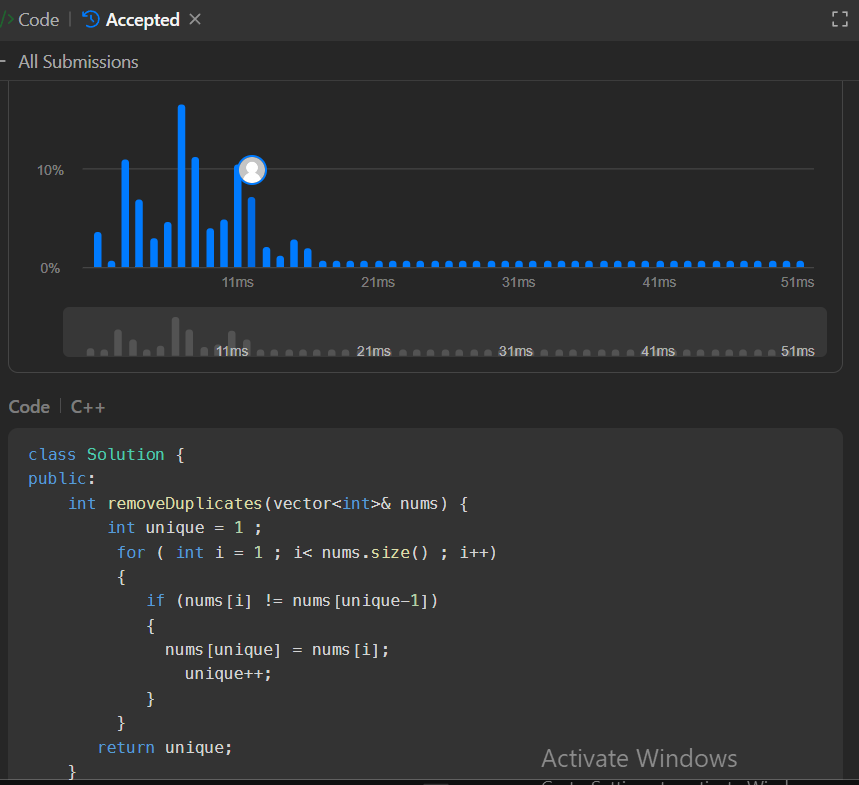 Code | Accepted ×
All Submissions
10%
0%
11ms 21ms 31ms 41ms 51ms
11ms 21ms 31ms 41ms 51ms
Code | C++
class Solution {
public:
    int removeDuplicates(vector<int>& nums) {
        int unique = 1 ;
         for ( int i = 1 ; i< nums.size() ; i++)
         {
            if (nums[i] != nums[unique-1])
            {
              nums[unique] = nums[i];
                unique++;
            }
         }
       return unique;
    }
Activate Windows